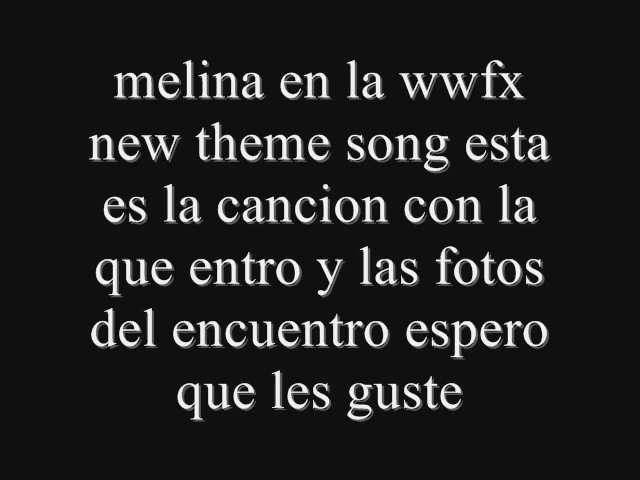 melina en la wwfx
new theme song esta
es la cancion con la
que entro y las fotos
del encuentro espero
que les guste